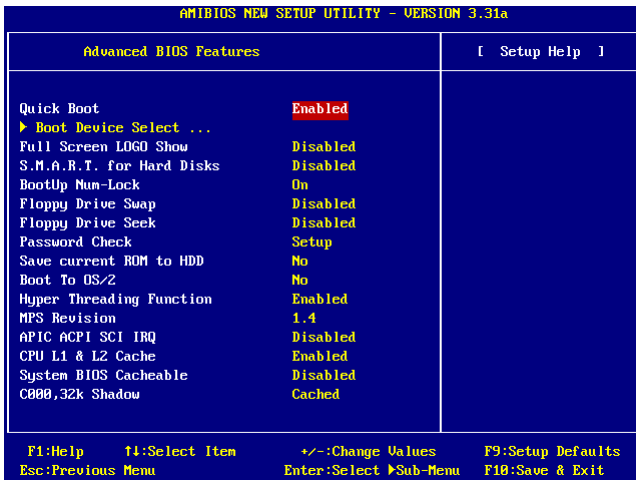 AMIBIOS NEW SETUP UTILITY - VERSION 3.31a
Advanced BIOS Features [ Setup Help ]
Quick Boot Enabled
▶ Boot Device Select ...
Full Screen LOGO Show Disabled
S.M.A.R.T. for Hard Disks Disabled
BootUp Num-Lock On
Floppy Drive Swap Disabled
Floppy Drive Seek Disabled
Password Check Setup
Save current ROM to HDD No
Boot To OS/2 No
Hyper Threading Function Enabled
MPS Revision 1.4
APIC ACPI SCI IRQ Disabled
CPU L1 & L2 Cache Enabled
System BIOS Cacheable Disabled
C000,32k Shadow Cached
F1:Help ↑↓:Select Item +/-:Change Values F9:Setup Defaults
Esc:Previous Menu Enter:Select ▶Sub-Menu F10:Save & Exit